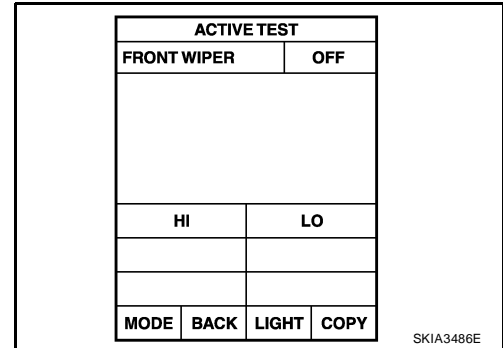 ACTIVE TEST
FRONT WIPER OFF
HI LO
MODE BACK LIGHT COPY
SKIA3486E